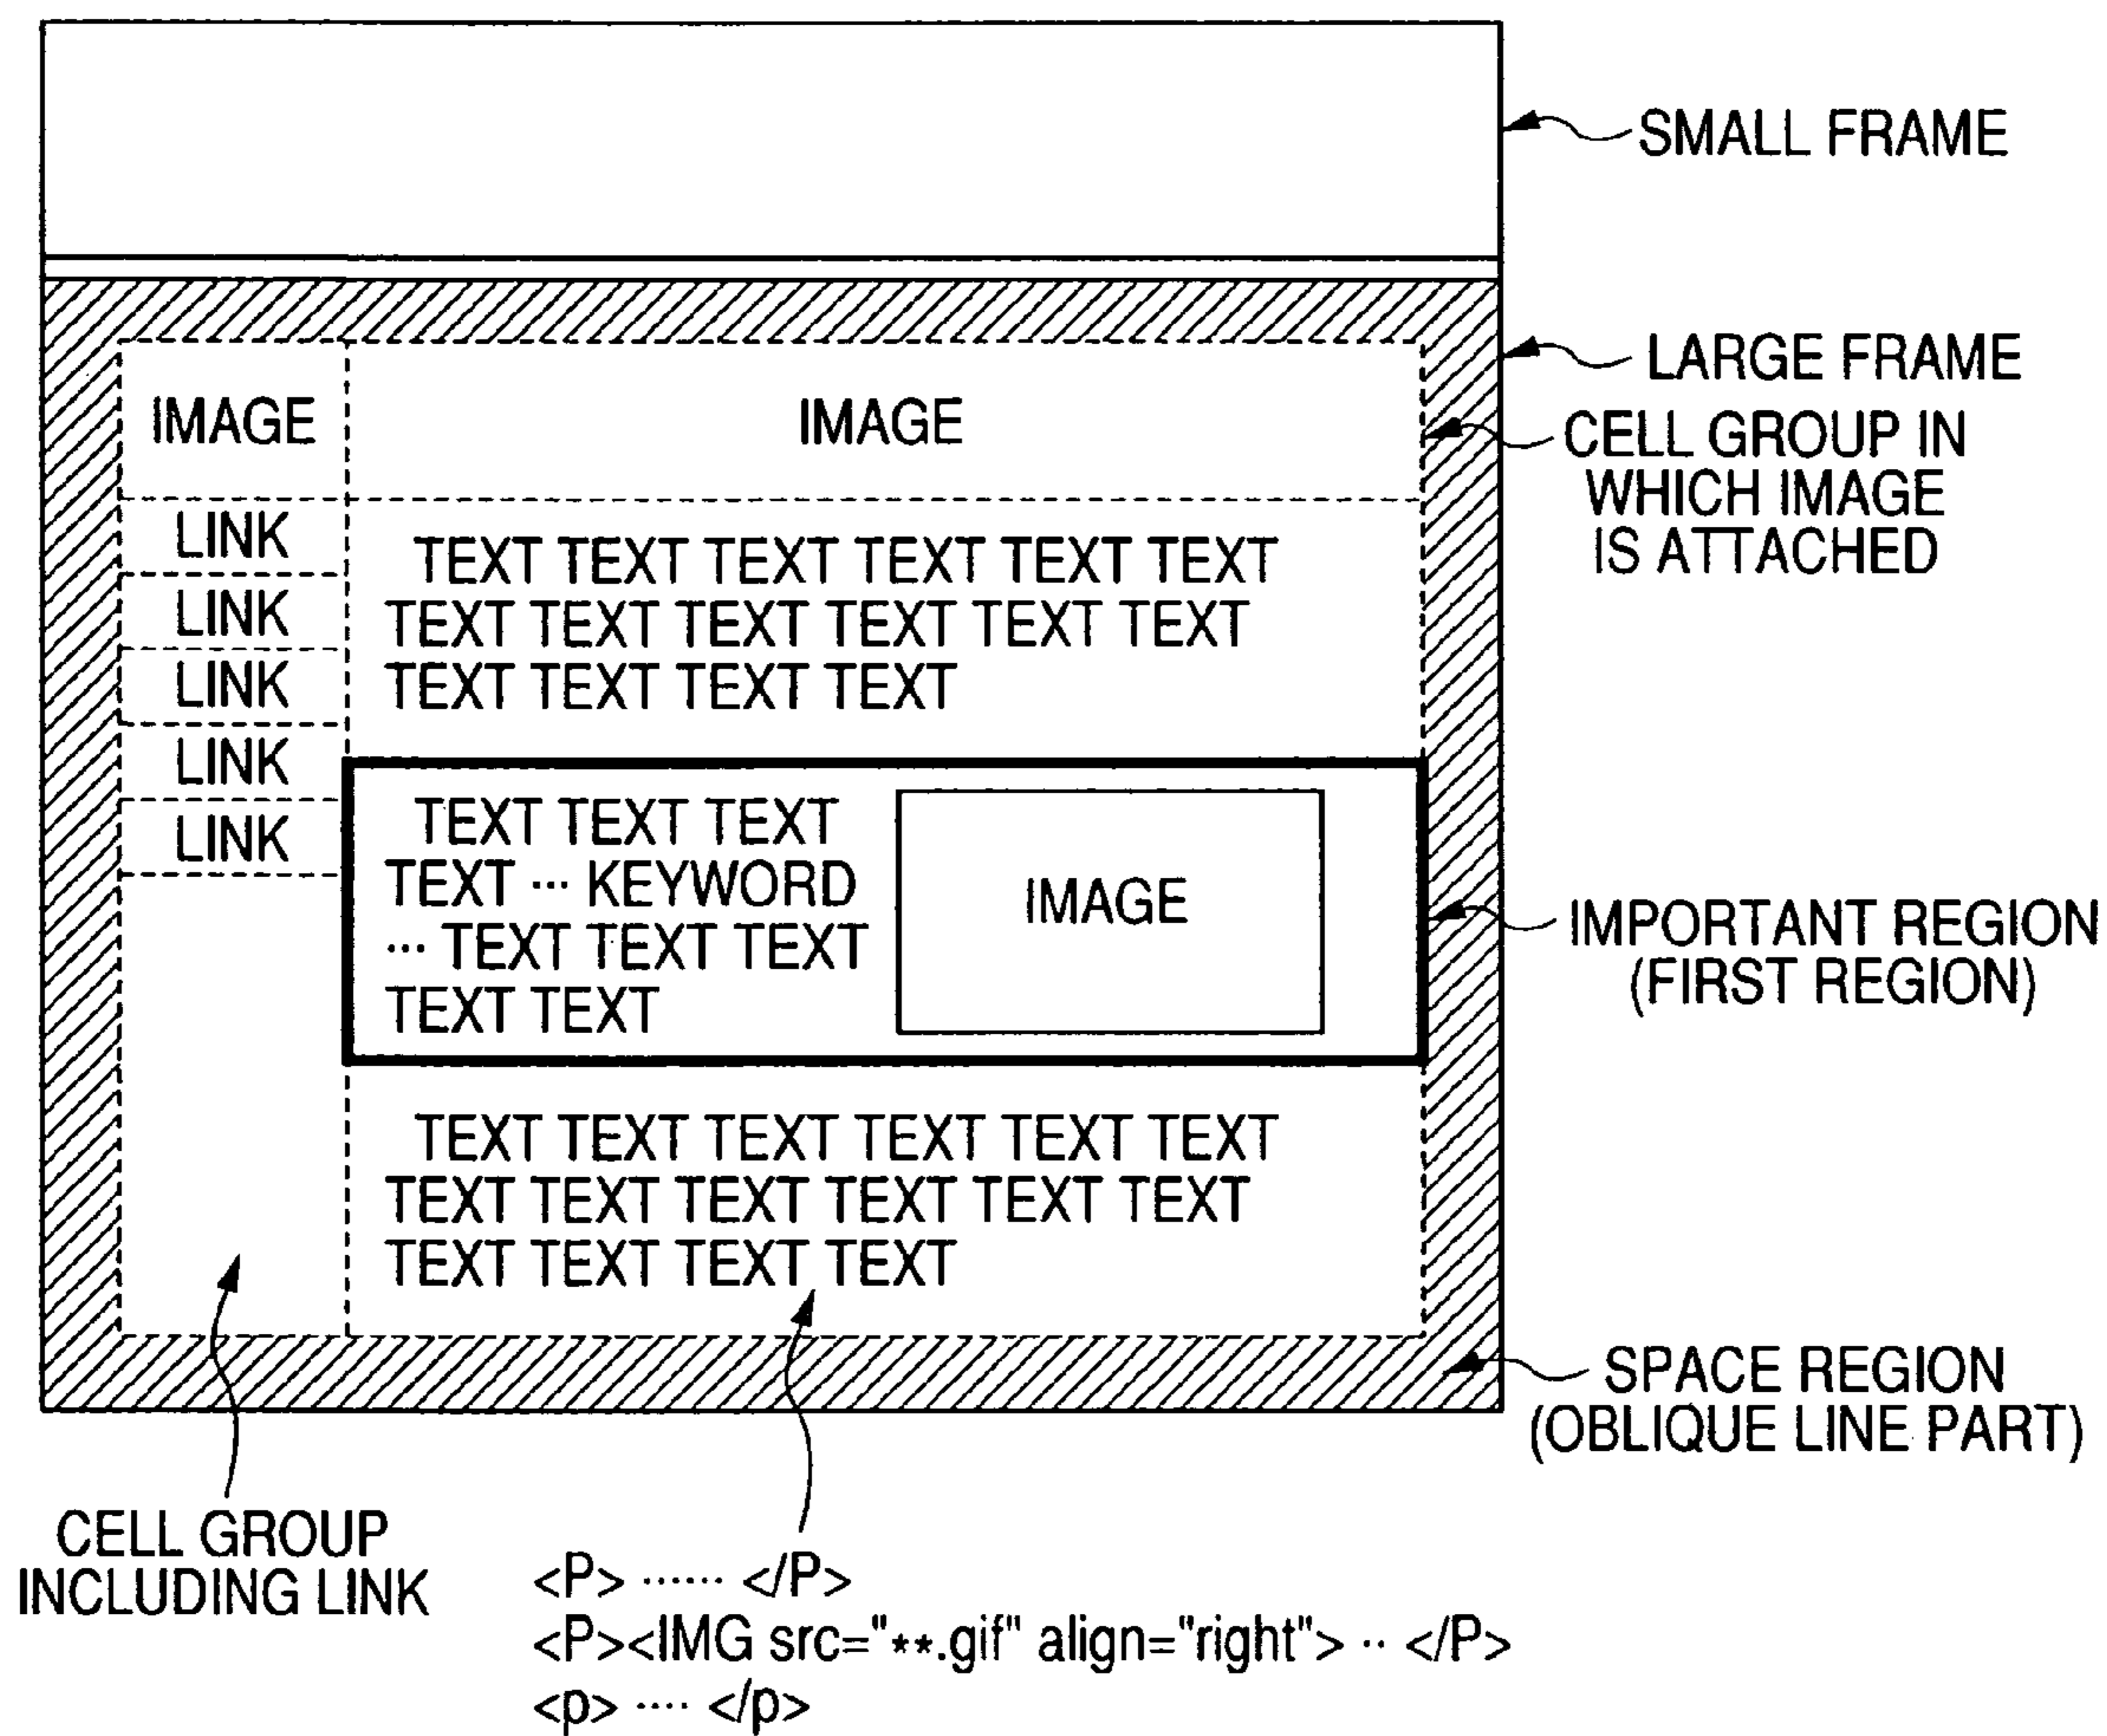 SMALL FRAME
LARGE FRAME
IMAGE
IMAGE
CELL GROUP IN
WHICH IMAGE
IS ATTACHED
LINK
LINK
LINK
LINK
LINK
TEXT TEXT TEXT TEXT TEXT TEXT
TEXT TEXT TEXT TEXT TEXT TEXT
TEXT TEXT TEXT TEXT
TEXT TEXT TEXT
TEXT ··· KEYWORD
··· TEXT TEXT TEXT
TEXT TEXT
IMAGE
IMPORTANT REGION
(FIRST REGION)
TEXT TEXT TEXT TEXT TEXT TEXT
TEXT TEXT TEXT TEXT TEXT TEXT
TEXT TEXT TEXT TEXT
SPACE REGION
(OBLIQUE LINE PART)
CELL GROUP
INCLUDING LINK
<P> ······ </P>
<P><IMG src="**.gif" align="right"> ·· </P>
<p> ···· </p>